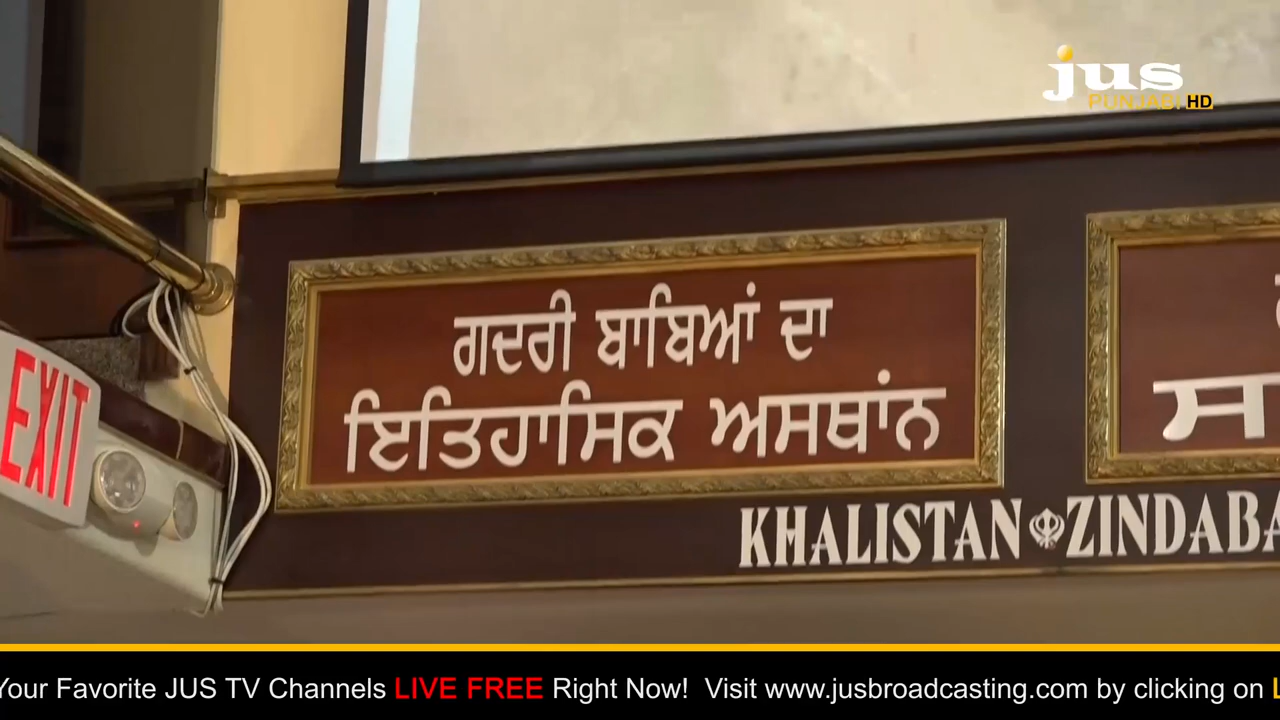 jus
PUNJABI HD
ਗਦਰੀ ਬਾਬਿਆਂ ਦਾ
ਇਤਿਹਾਸਿਕ ਅਸਥਾਂਨ
EXIT
KHALISTAN ZINDABA
Your Favorite JUS TV Channels LIVE FREE Right Now! Visit www.jusbroadcasting.com by clicking on